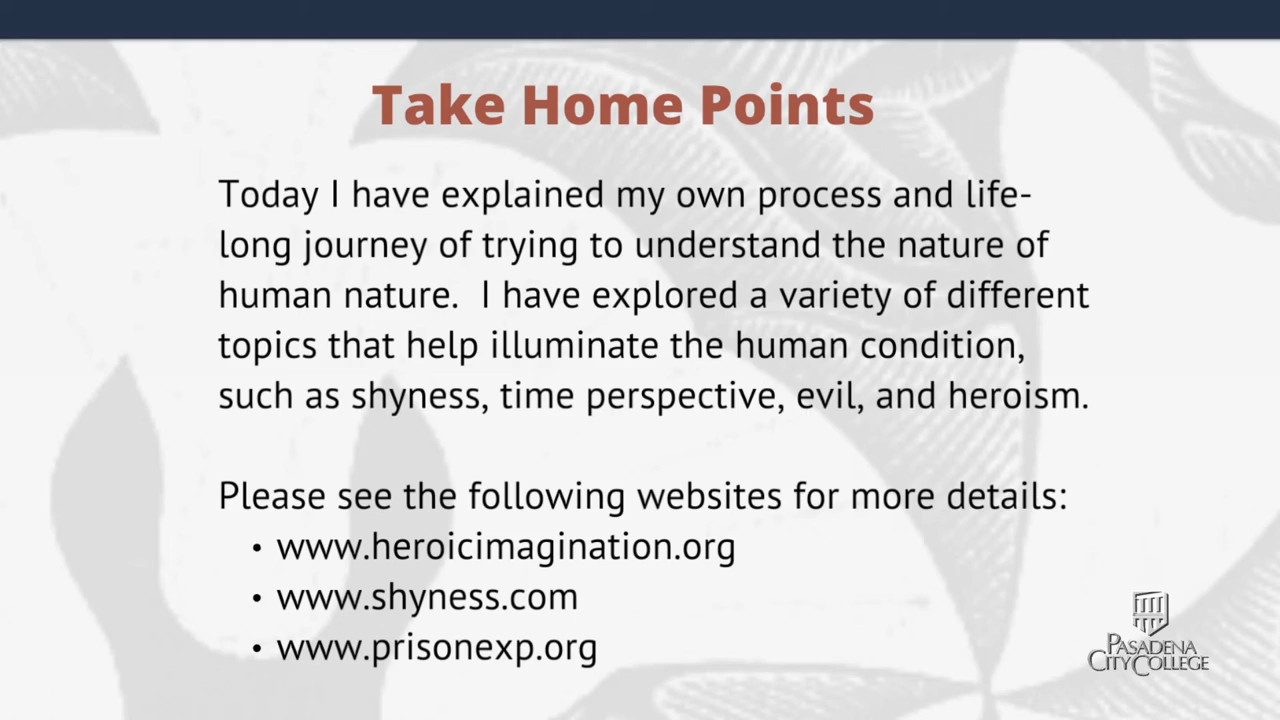 Take Home Points
Today I have explained my own process and life-
long journey of trying to understand the nature of
human nature.  I have explored a variety of different
topics that help illuminate the human condition,
such as shyness, time perspective, evil, and heroism.
Please see the following websites for more details:
• www.heroicimagination.org
• www.shyness.com
• www.prisonexp.org
PASADENA
CITY COLLEGE